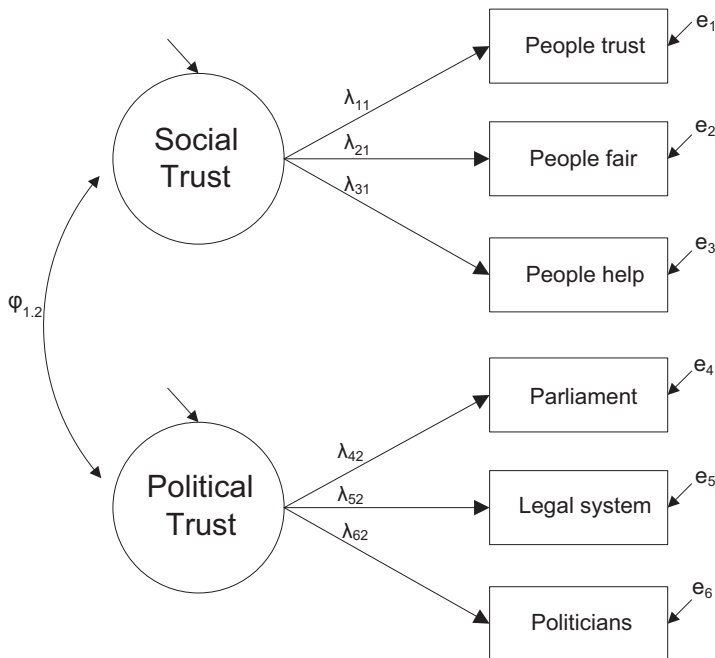 e₁
People trust
λ₁₁
e₂
Social
Trust
λ₂₁
People fair
λ₃₁
e₃
People help
φ₁.₂
e₄
Parliament
λ₄₂
e₅
Political
Trust
λ₅₂
Legal system
λ₆₂
e₆
Politicians